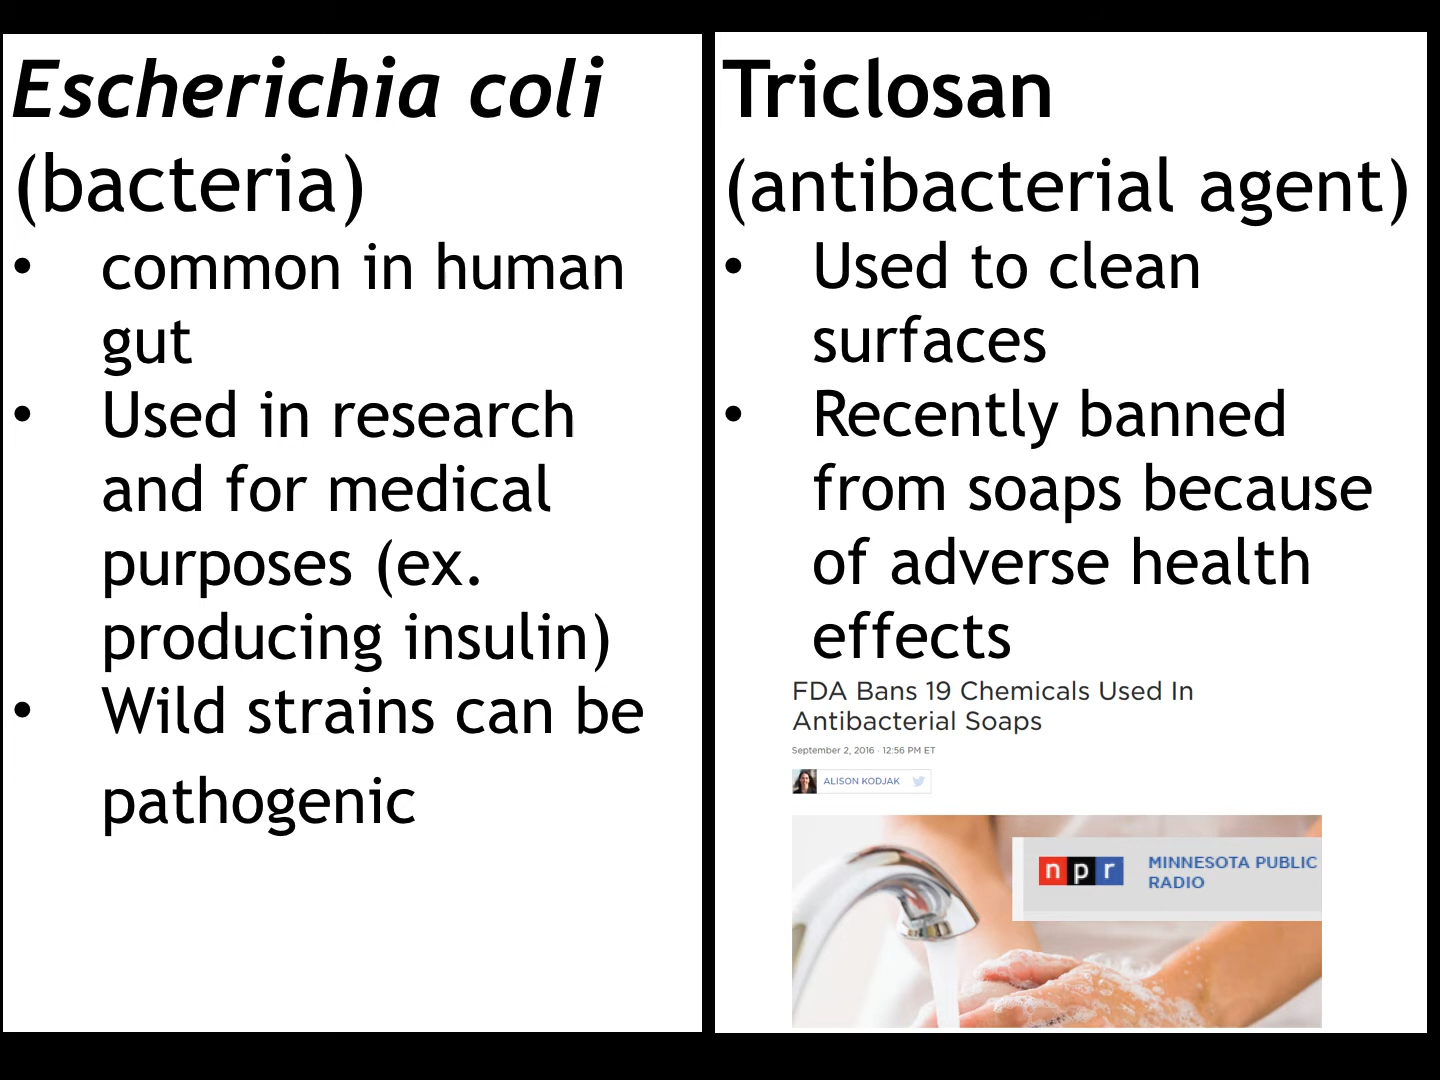 Escherichia coli
(bacteria)
• common in human
gut
• Used in research
and for medical
purposes (ex.
producing insulin)
• Wild strains can be
pathogenic
Triclosan
(antibacterial agent)
• Used to clean
surfaces
• Recently banned
from soaps because
of adverse health
effects
FDA Bans 19 Chemicals Used In
Antibacterial Soaps
September 2, 2016 · 12:56 PM ET
ALISON KODJAK
npr
MINNESOTA PUBLIC
RADIO